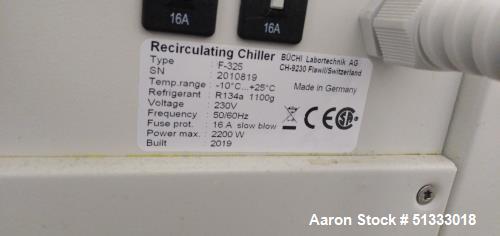 16A
16A
Recirculating Chiller BÜCHI Labortechnik AG
Type : F-325 CH-9230 Flawil/Switzerland
SN : 2010819
Temp.range : -10°C...+25°C Made in Germany
Refrigerant : R134a 1100g
Voltage : 230V
Frequency : 50/60Hz
Fuse prot. : 16 A slow blow
Power max. : 2200 W
Built : 2019
CE
Aaron Stock # 51333018